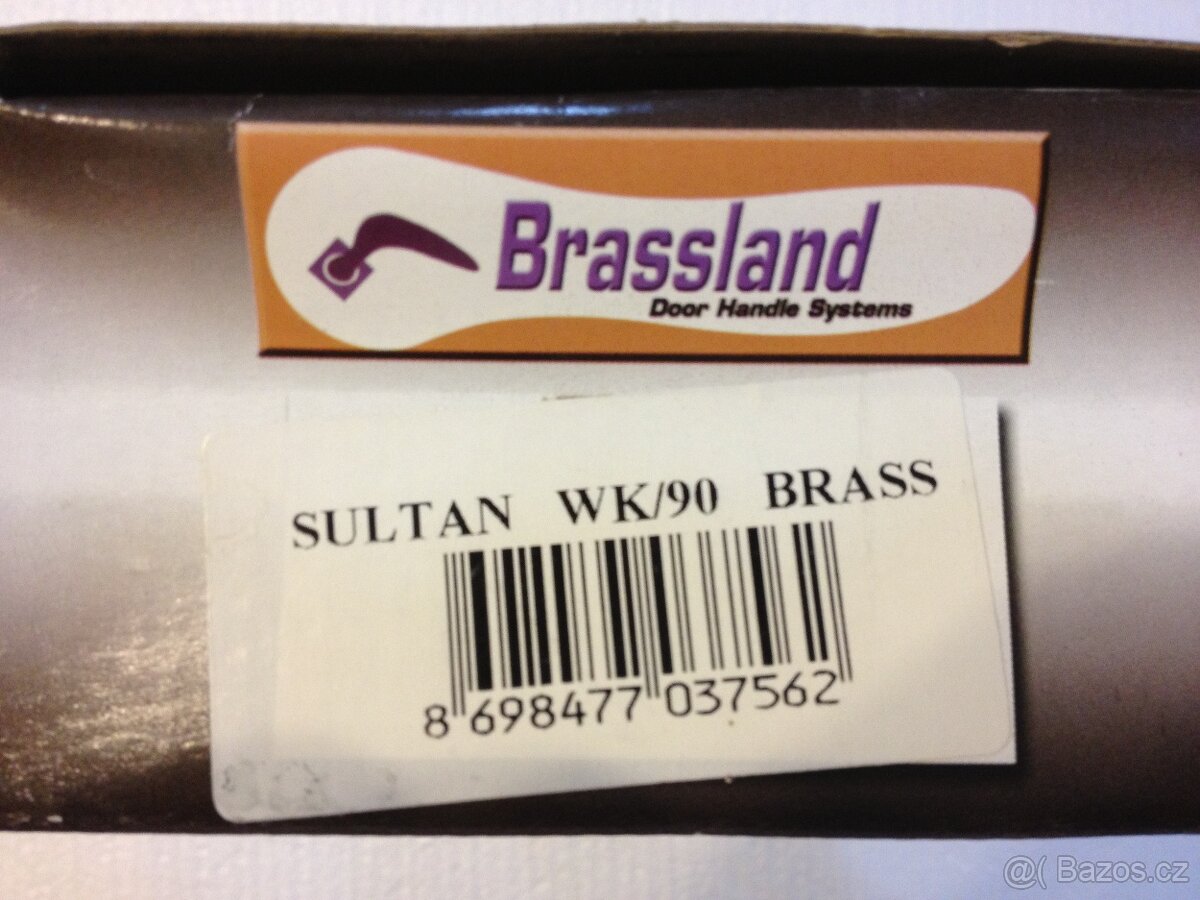 Brassland
Door Handle Systems
SULTAN WK/90 BRASS
8 698477 037562
@( Bazos.cz